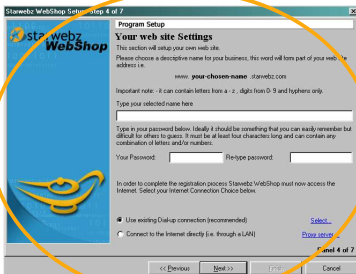 Starwebz WebShop Setup Step 4 of 7
Program Setup
starwebz
WebShop
Your web site Settings
This section will setup your own web site.
Please choose a descriptive name for your business, this word will form part of your web site
address i.e.
www. your-chosen-name .starwebz.com
Important note: - it can contain letters from a - z , digits from 0- 9 and hyphens only.
Type your selected name here
Type in your password below. Ideally it should be something that you can easily remember but
difficult for others to guess. It must be at least four characters long and can contain any
combination of letters and/or numbers.
Your Password:
Re-type password:
In order to complete the registration process Starwebz WebShop must now access the
Internet. Select your Internet Connection Choice below.
Use existing Dial-up connection (recommended)
Select...
Connect to the Internet directly (i.e. through a LAN)
Proxy server...
Panel 4 of 7
<< Previous
Next >>
Finish
Cancel